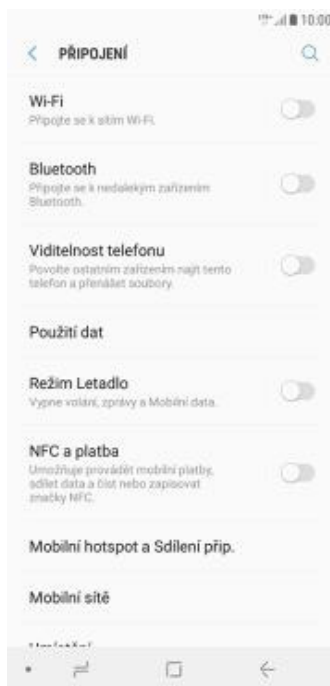 10:00
PŘIPOJENÍ
Wi-Fi
Připojte se k sítím Wi-Fi.
Bluetooth
Připojte se k nedalekým zařízením
Bluetooth.
Viditelnost telefonu
Povolte ostatním zařízením najít tento
telefon a přenášet soubory.
Použití dat
Režim Letadlo
Vypne volání, zprávy a Mobilní data.
NFC a platba
Umožňuje provádět mobilní platby,
sdílet data a číst nebo zapisovat
značky NFC.
Mobilní hotspot a Sdílení přip.
Mobilní sítě